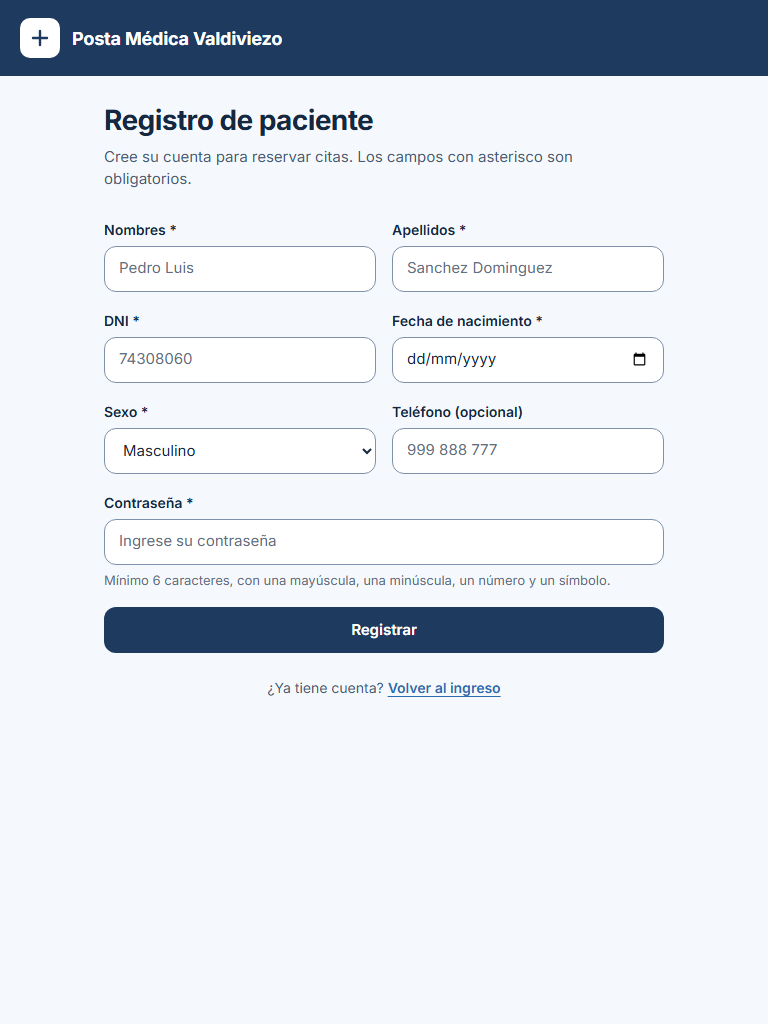 Posta Médica Valdiviezo
Registro de paciente
Cree su cuenta para reservar citas. Los campos con asterisco son
obligatorios.
Nombres *
Apellidos *
Pedro Luis
Sanchez Dominguez
DNI *
Fecha de nacimiento *
74308060
dd/mm/yyyy
Sexo *
Teléfono (opcional)
Masculino
999 888 777
Contraseña *
Ingrese su contraseña
Mínimo 6 caracteres, con una mayúscula, una minúscula, un número y un símbolo.
Registrar
¿Ya tiene cuenta? Volver al ingreso